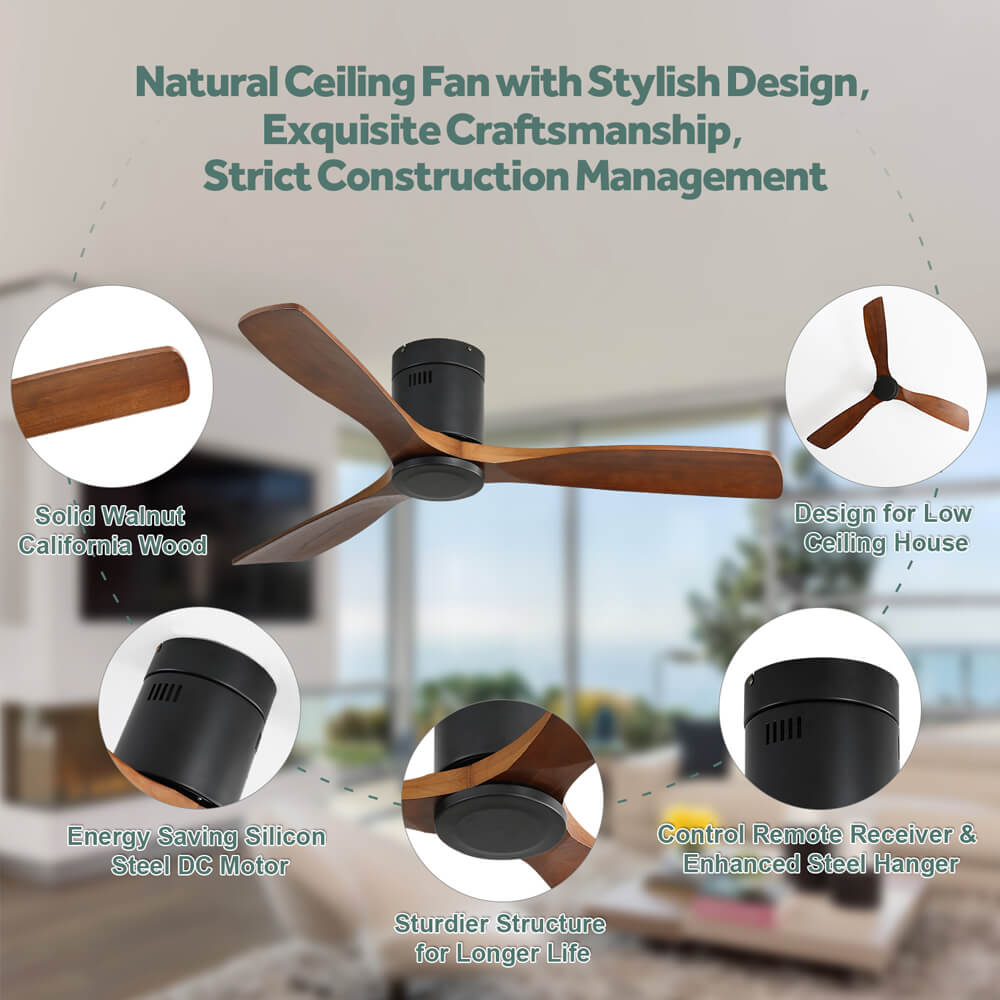 Natural Ceiling Fan with Stylish Design,
Exquisite Craftsmanship,
Strict Construction Management
Solid Walnut
California Wood
Design for Low
Ceiling House
Energy Saving Silicon
Steel DC Motor
Control Remote Receiver &
Enhanced Steel Hanger
Sturdier Structure
for Longer Life